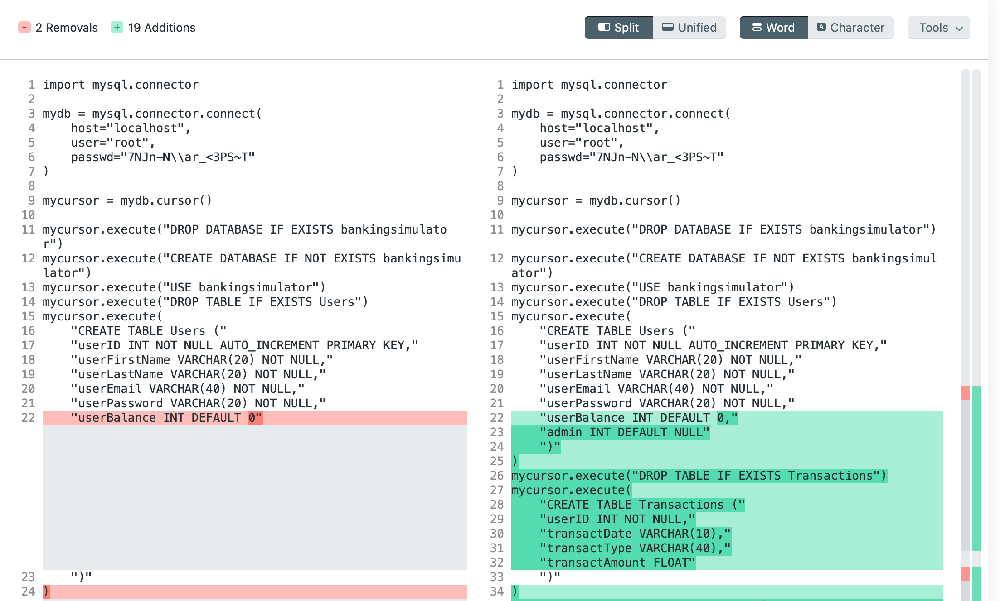 2 Removals 19 Additions Split Unified Word Character Tools
1 import mysql.connector
2
3 mydb = mysql.connector.connect(
4     host="localhost",
5     user="root",
6     passwd="7NJn-N\\ar_<3PS~T"
7 )
8
9 mycursor = mydb.cursor()
10
11 mycursor.execute("DROP DATABASE IF EXISTS bankingsimulato
r")
12 mycursor.execute("CREATE DATABASE IF NOT EXISTS bankingsimu
lator")
13 mycursor.execute("USE bankingsimulator")
14 mycursor.execute("DROP TABLE IF EXISTS Users")
15 mycursor.execute(
16     "CREATE TABLE Users ("
17     "userID INT NOT NULL AUTO_INCREMENT PRIMARY KEY,"
18     "userFirstName VARCHAR(20) NOT NULL,"
19     "userLastName VARCHAR(20) NOT NULL,"
20     "userEmail VARCHAR(40) NOT NULL,"
21     "userPassword VARCHAR(20) NOT NULL,"
22     "userBalance INT DEFAULT 0"
23     ")"
24 )
1 import mysql.connector
2
3 mydb = mysql.connector.connect(
4     host="localhost",
5     user="root",
6     passwd="7NJn-N\\ar_<3PS~T"
7 )
8
9 mycursor = mydb.cursor()
10
11 mycursor.execute("DROP DATABASE IF EXISTS bankingsimulator")
12 mycursor.execute("CREATE DATABASE IF NOT EXISTS bankingsimul
ator")
13 mycursor.execute("USE bankingsimulator")
14 mycursor.execute("DROP TABLE IF EXISTS Users")
15 mycursor.execute(
16     "CREATE TABLE Users ("
17     "userID INT NOT NULL AUTO_INCREMENT PRIMARY KEY,"
18     "userFirstName VARCHAR(20) NOT NULL,"
19     "userLastName VARCHAR(20) NOT NULL,"
20     "userEmail VARCHAR(40) NOT NULL,"
21     "userPassword VARCHAR(20) NOT NULL,"
22     "userBalance INT DEFAULT 0,"
23     "admin INT DEFAULT NULL"
24     ")"
25 )
26 mycursor.execute("DROP TABLE IF EXISTS Transactions")
27 mycursor.execute(
28     "CREATE TABLE Transactions ("
29     "userID INT NOT NULL,"
30     "transactDate VARCHAR(10),"
31     "transactType VARCHAR(40),"
32     "transactAmount FLOAT"
33     ")"
34 )